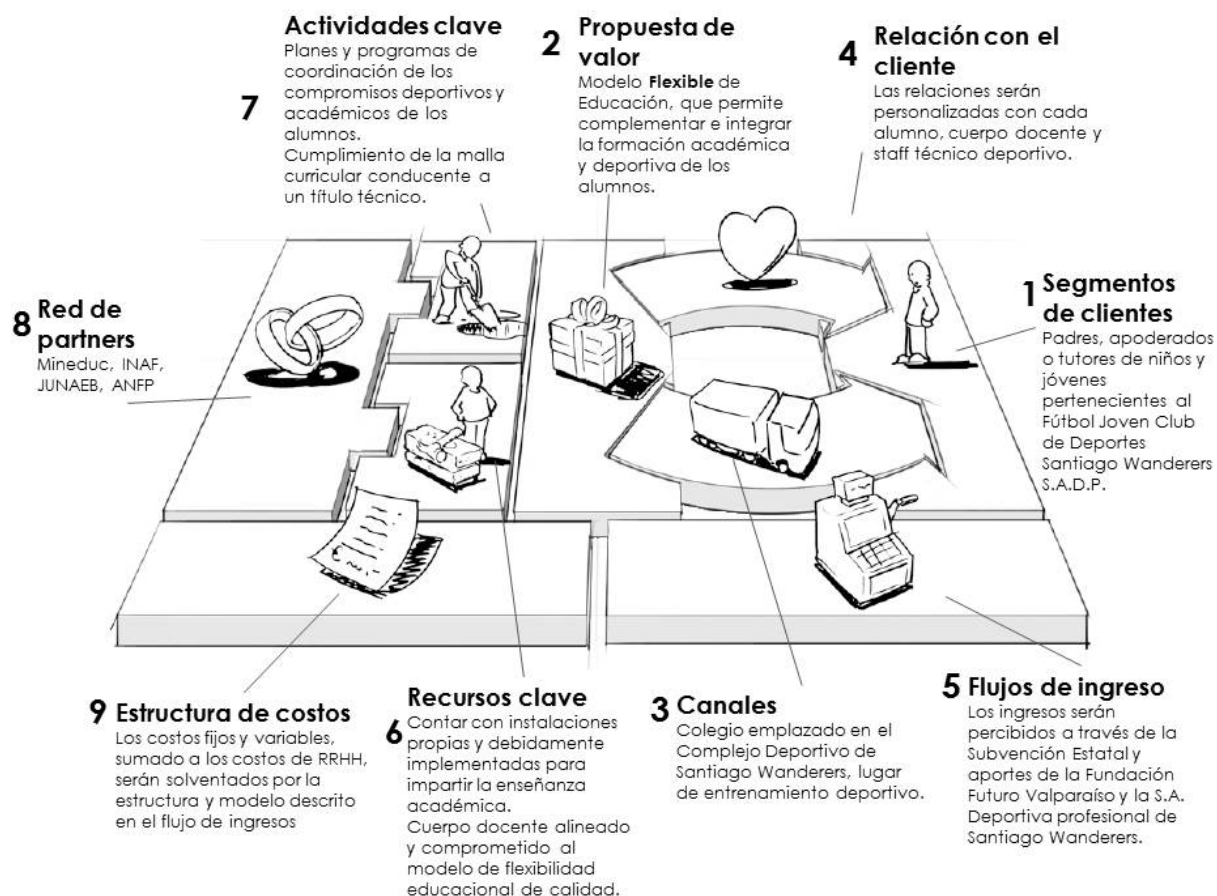 Actividades clave
7
Planes y programas de
coordinación de los
compromisos deportivos y
académicos de los
alumnos.
Cumplimiento de la malla
curricular conducente a
un título técnico.
2
Propuesta de
valor
Modelo Flexible de
Educación, que permite
complementar e integrar
la formación académica
y deportiva de los
alumnos.
4
Relación con el
cliente
Las relaciones serán
personalizadas con cada
alumno, cuerpo docente y
staff técnico deportivo.
8 Red de
partners
Mineduc, INAF,
JUNAEB, ANFP
1 Segmentos
de clientes
Padres, apoderados
o tutores de niños y
jóvenes
pertenecientes al
Fútbol Joven Club
de Deportes
Santiago Wanderers
S.A.D.P.
9 Estructura de costos
Los costos fijos y variables,
sumado a los costos de RRHH,
serán solventados por la
estructura y modelo descrito
en el flujo de ingresos
Recursos clave
6
Contar con instalaciones
propias y debidamente
implementadas para
impartir la enseñanza
académica.
Cuerpo docente alineado
y comprometido al
modelo de flexibilidad
educacional de calidad.
3 Canales
Colegio emplazado en el
Complejo Deportivo de
Santiago Wanderers, lugar
de entrenamiento deportivo.
5 Flujos de ingreso
Los ingresos serán
percibidos a través de la
Subvención Estatal y
aportes de la Fundación
Futuro Valparaíso y la S.A.
Deportiva profesional de
Santiago Wanderers.